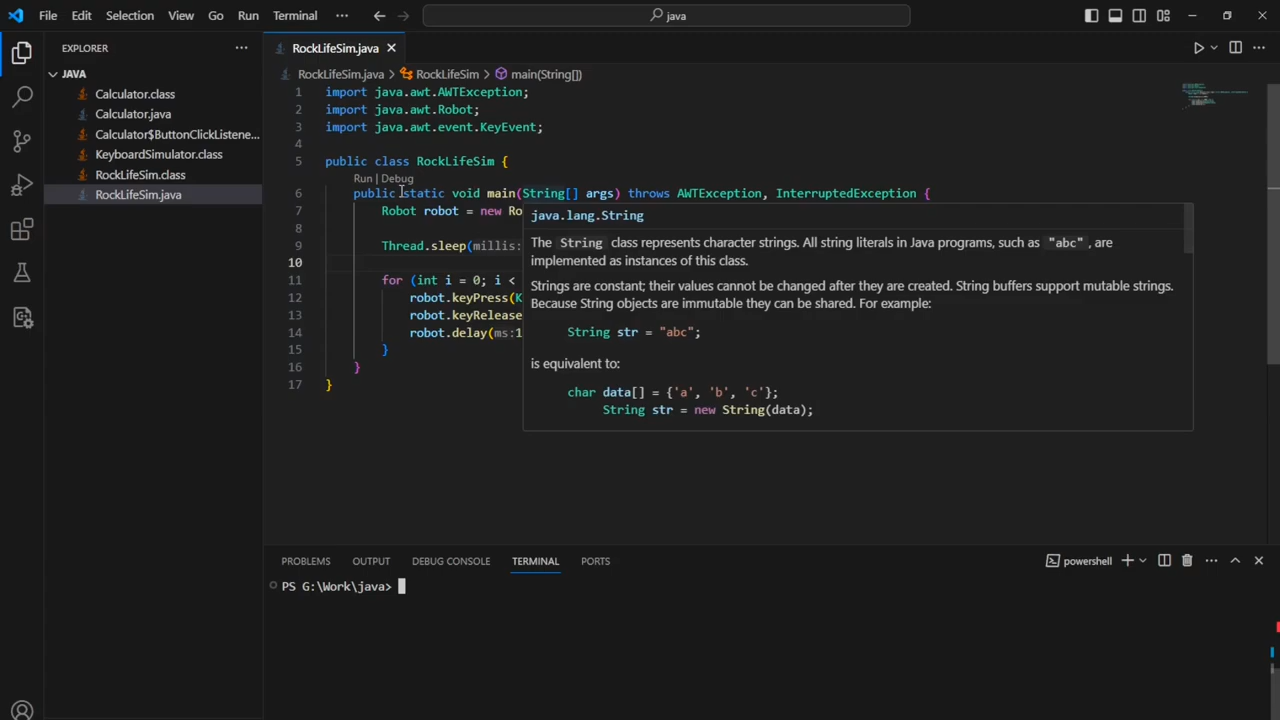 File Edit Selection View Go Run Terminal ··· java
EXPLORER ···
JAVA
Calculator.class
Calculator.java
Calculator$ButtonClickListene...
KeyboardSimulator.class
RockLifeSim.class
RockLifeSim.java
RockLifeSim.java
RockLifeSim.java > RockLifeSim > main(String[])
1 import java.awt.AWTException;
2 import java.awt.Robot;
3 import java.awt.event.KeyEvent;
4
5 public class RockLifeSim {
Run | Debug
6 public static void main(String[] args) throws AWTException, InterruptedException {
7 Robot robot = new Ro
8
9 Thread.sleep(millis:
10
11 for (int i = 0; i <
12 robot.keyPress(K
13 robot.keyRelease
14 robot.delay(ms:1
15 }
16 }
17 }
java.lang.String
The String class represents character strings. All string literals in Java programs, such as "abc", are
implemented as instances of this class.
Strings are constant; their values cannot be changed after they are created. String buffers support mutable strings.
Because String objects are immutable they can be shared. For example:
String str = "abc";
is equivalent to:
char data[] = {'a', 'b', 'c'};
String str = new String(data);
PROBLEMS OUTPUT DEBUG CONSOLE TERMINAL PORTS powershell
PS G:\Work\java>